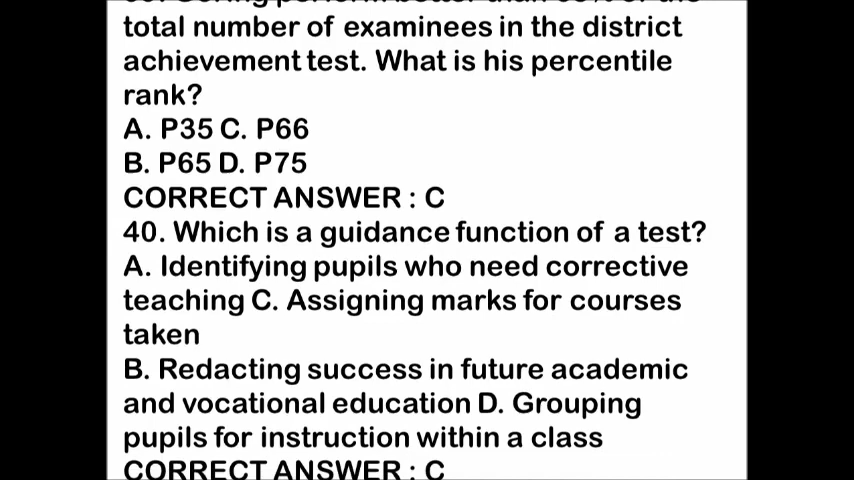 total number of examinees in the district
achievement test. What is his percentile
rank?
A. P35 C. P66
B. P65 D. P75
CORRECT ANSWER : C
40. Which is a guidance function of a test?
A. Identifying pupils who need corrective
teaching C. Assigning marks for courses
taken
B. Redacting success in future academic
and vocational education D. Grouping
pupils for instruction within a class
CORRECT ANSWER : C